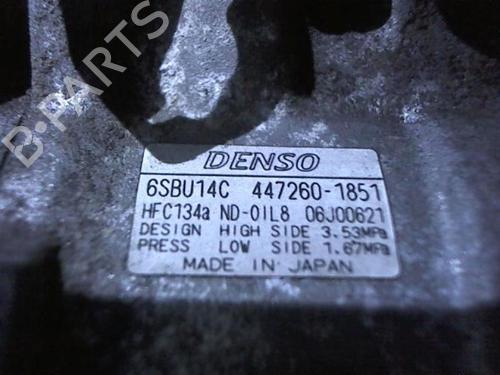 B-PARTS
DENSO
6SBU14C 447260-1851
HFC134a ND-OIL8 06J00621
DESIGN HIGH SIDE 3.53MPa
PRESS LOW SIDE 1.67MPa
MADE IN JAPAN